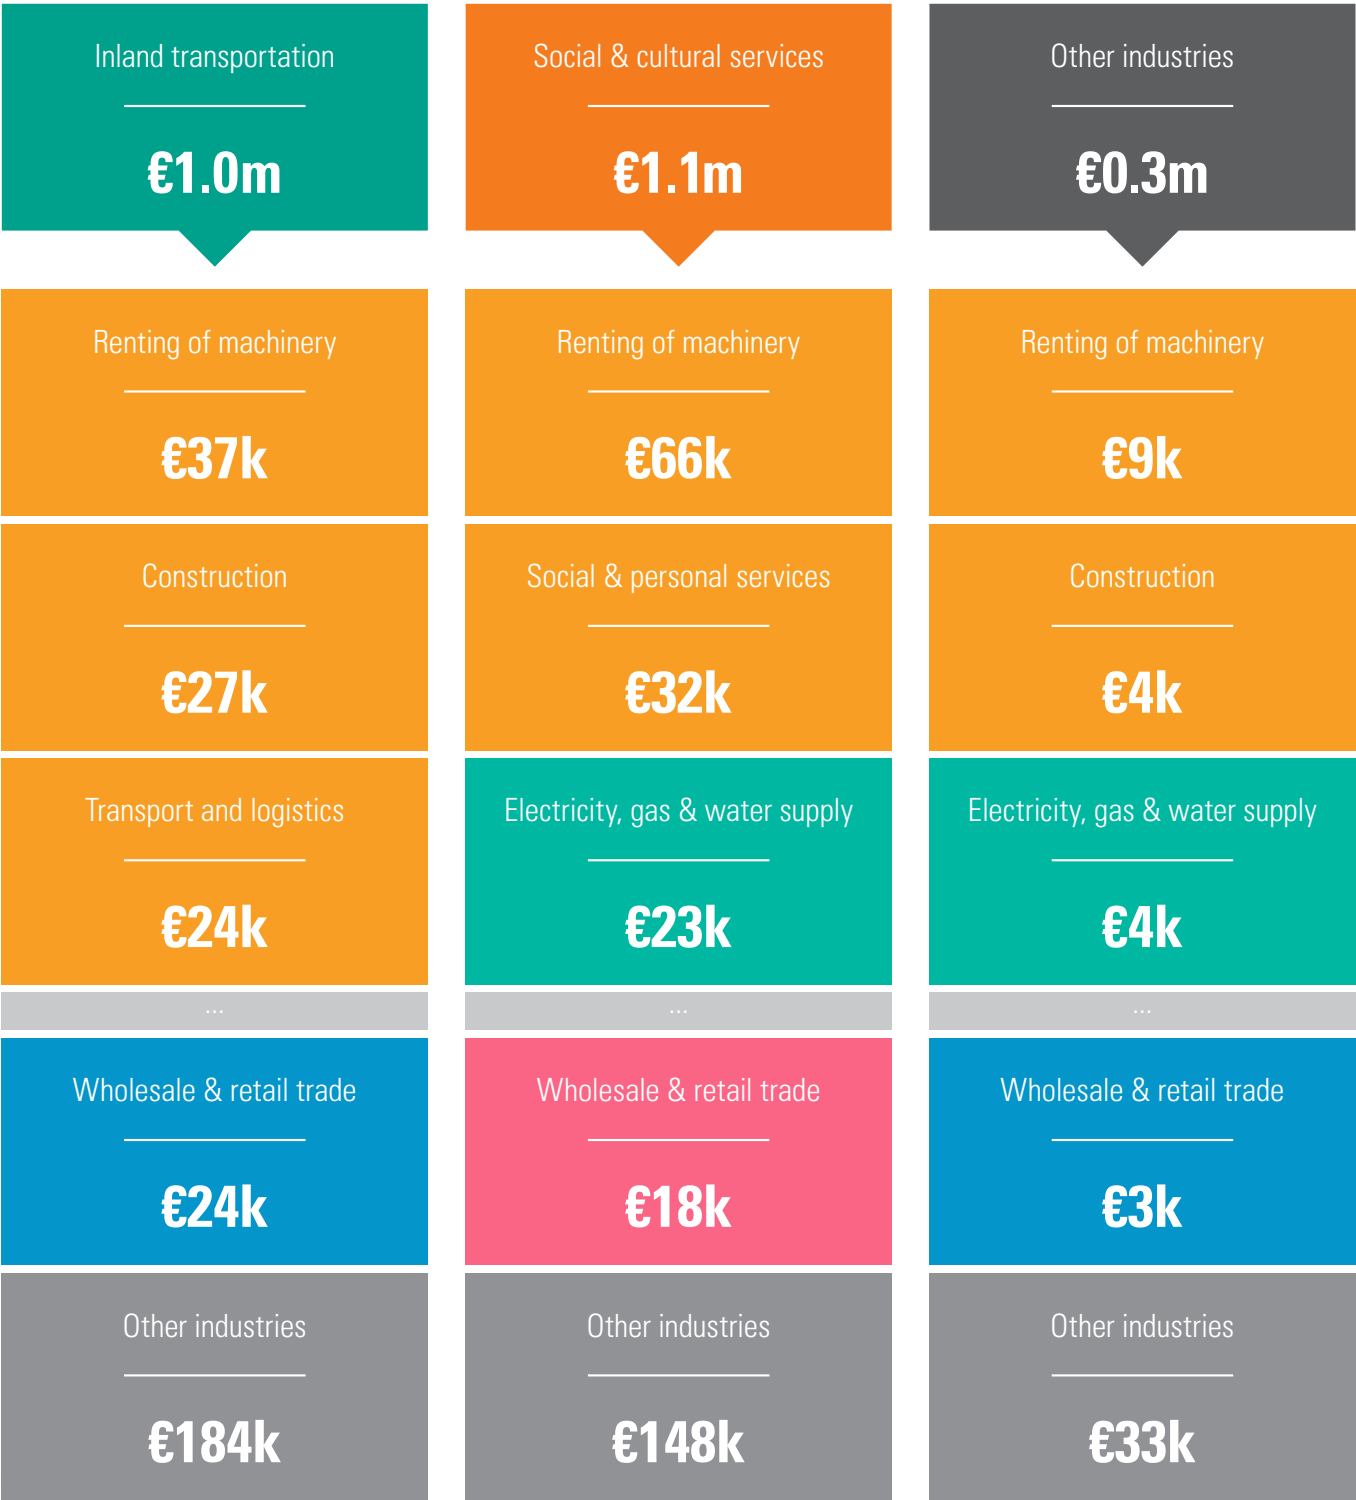 Inland transportation
€1.0m
Renting of machinery
€37k
Construction
€27k
Transport and logistics
€24k
...
Wholesale & retail trade
€24k
Other industries
€184k
Social & cultural services
€1.1m
Renting of machinery
€66k
Social & personal services
€32k
Electricity, gas & water supply
€23k
...
Wholesale & retail trade
€18k
Other industries
€148k
Other industries
€0.3m
Renting of machinery
€9k
Construction
€4k
Electricity, gas & water supply
€4k
...
Wholesale & retail trade
€3k
Other industries
€33k